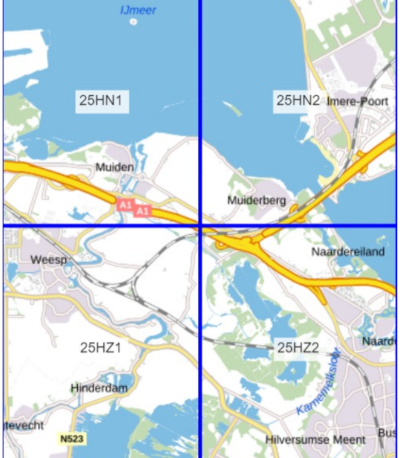 IJmeer
25HN1
25HN2
lmere-Poort
Muiden
A1
A1
Muiderberg
Weesp
Naardereiland
25HZ1
25HZ2
Naard
Hinderdam
Karnemelksloot
tevecht
N523
Hilversumse Meent
Bus